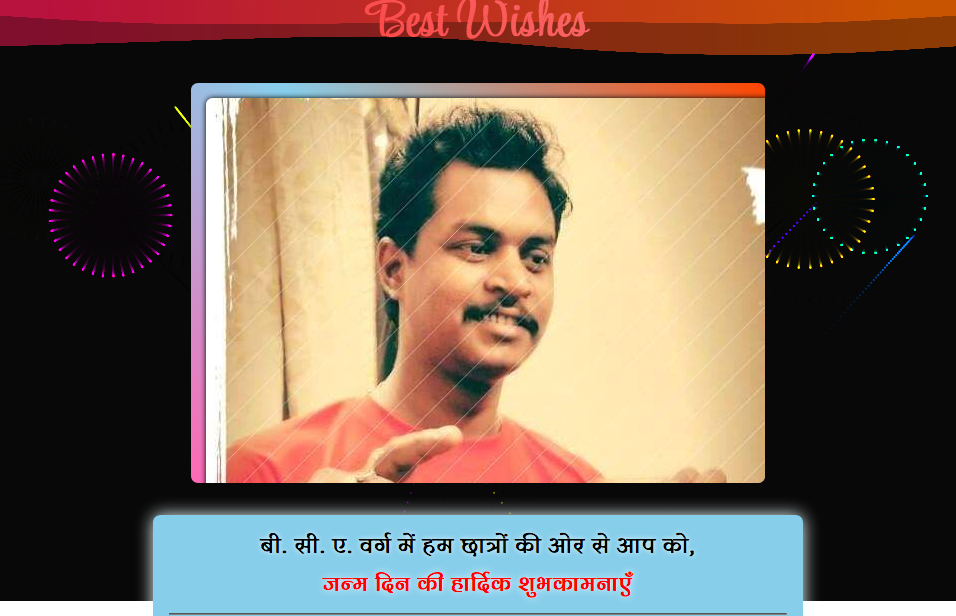 Best Wishes
बी. सी. ए. वर्ग में हम छात्रों की ओर से आप को,
जन्म दिन की हार्दिक शुभकामनाएँ